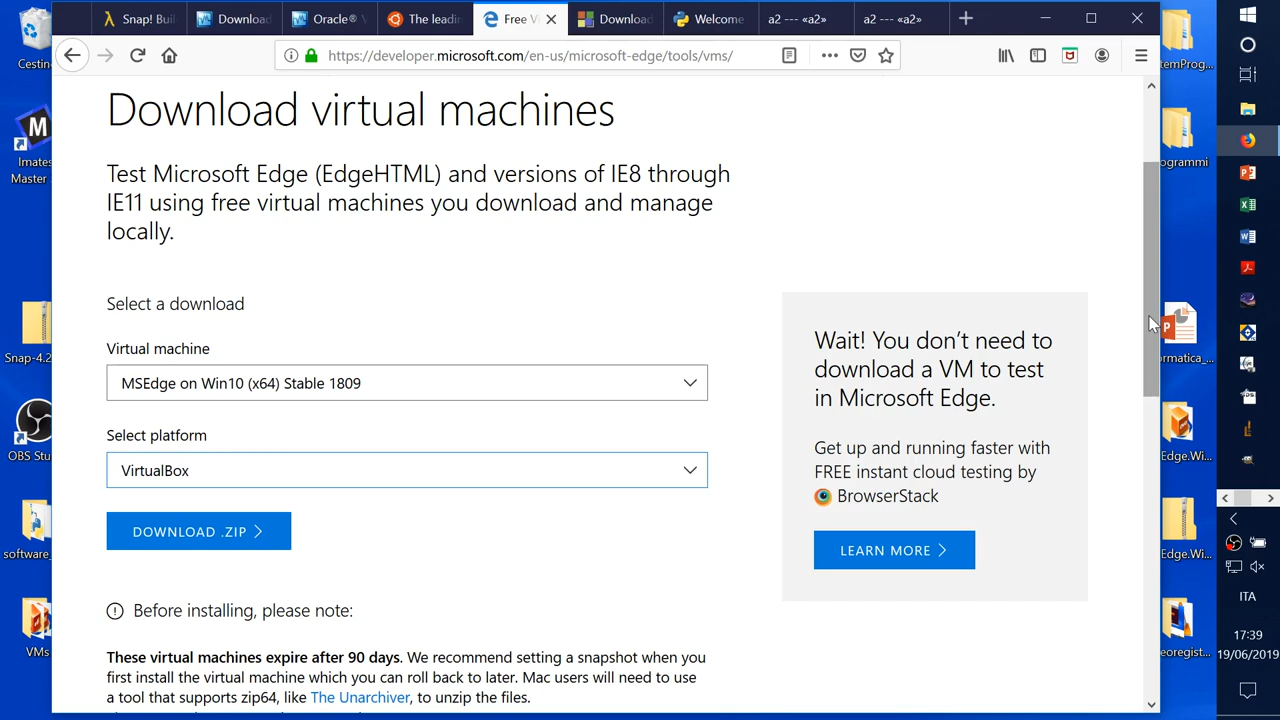 Snap! Buil
Download
Oracle® V
The leadin
Free Vi
Download
Welcome
a2 --- «a2»
a2 --- «a2»
https://developer.microsoft.com/en-us/microsoft-edge/tools/vms/
Download virtual machines
Test Microsoft Edge (EdgeHTML) and versions of IE8 through
IE11 using free virtual machines you download and manage
locally.
Select a download
Virtual machine
MSEdge on Win10 (x64) Stable 1809
Select platform
VirtualBox
DOWNLOAD .ZIP
Before installing, please note:
These virtual machines expire after 90 days. We recommend setting a snapshot when you
first install the virtual machine which you can roll back to later. Mac users will need to use
a tool that supports zip64, like The Unarchiver, to unzip the files.
Wait! You don’t need to
download a VM to test
in Microsoft Edge.
Get up and running faster with
FREE instant cloud testing by
BrowserStack
LEARN MORE
Cestino
M
Imates
Master
Snap-4.2
OBS Stu
software_
VMs
temProg...
ogrammi
ormatica_...
Edge.Wi...
Edge.Wi...
eoregist...
ITA
17:39
19/06/2019